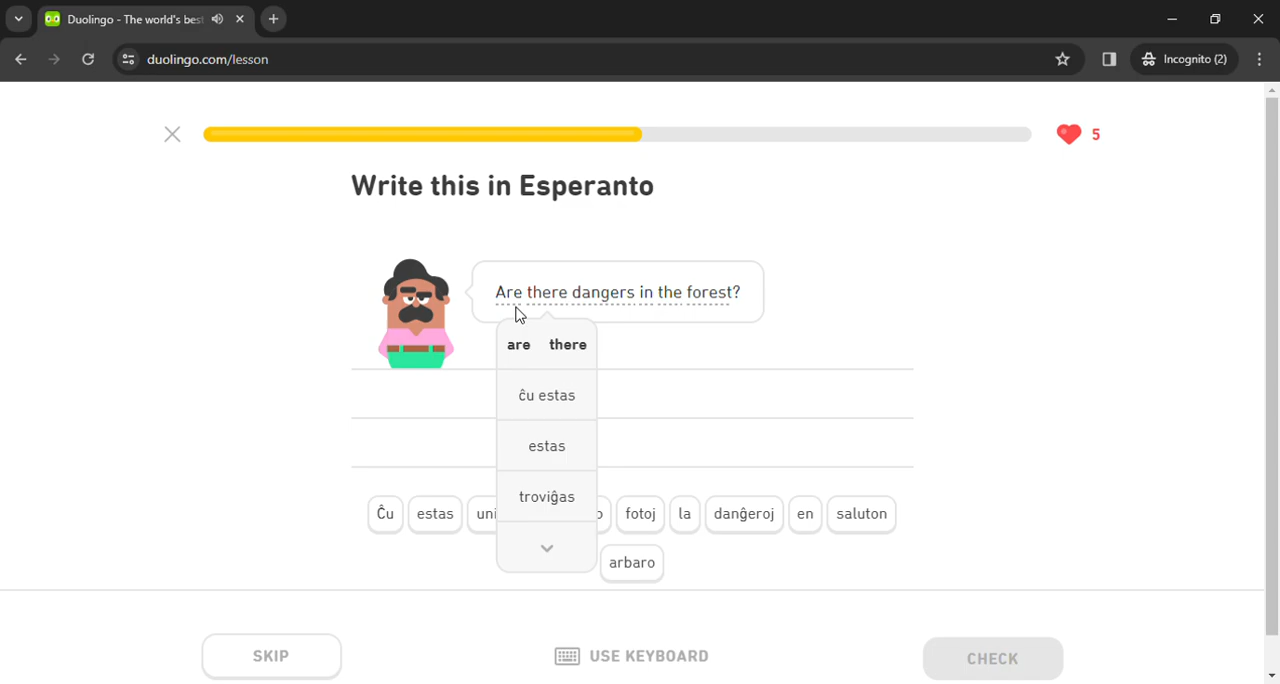 Duolingo - The world's bes
duolingo.com/lesson
Incognito (2)
5
Write this in Esperanto
Are there dangers in the forest?
are there
ĉu estas
estas
troviĝas
Ĉu estas fotoj la danĝeroj en saluton
arbaro
SKIP
USE KEYBOARD
CHECK